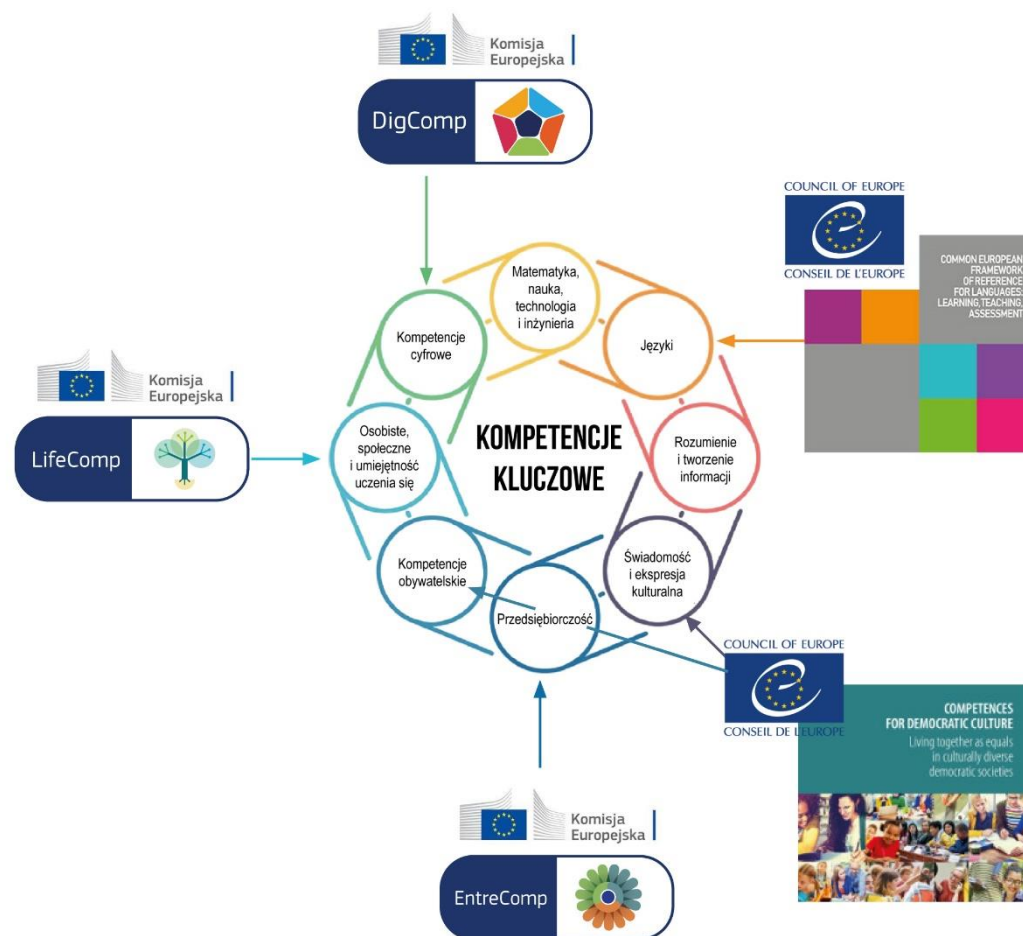 Komisja
Europejska
DigComp
COUNCIL OF EUROPE
CONSEIL DE L'EUROPE
COMMON EUROPEAN
FRAMEWORK
OF REFERENCE
FOR LANGUAGES:
LEARNING, TEACHING,
ASSESSMENT
Matematyka,
nauka,
technologia
i inżynieria
Kompetencje
cyfrowe
Języki
Komisja
Europejska
LifeComp
Osobiste,
społeczne
i umiejętność
uczenia się
KOMPETENCJE
KLUCZOWE
Rozumienie
i tworzenie
informacji
Kompetencje
obywatelskie
Świadomość
i ekspresja
kulturalna
Przedsiębiorczość
COUNCIL OF EUROPE
CONSEIL DE L'EUROPE
COMPETENCES
FOR DEMOCRATIC CULTURE
Living together as equals
in culturally diverse
democratic societies
Komisja
Europejska
EntreComp